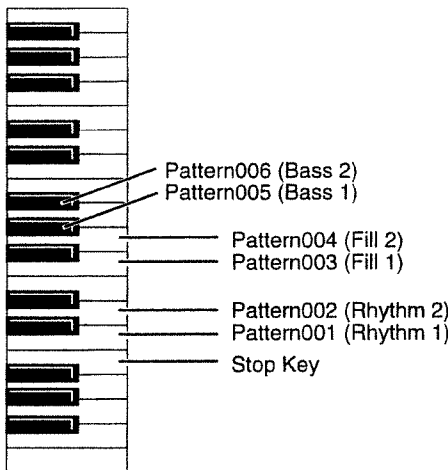 Pattern006 (Bass 2)
Pattern005 (Bass 1)
Pattern004 (Fill 2)
Pattern003 (Fill 1)
Pattern002 (Rhythm 2)
Pattern001 (Rhythm 1)
Stop Key